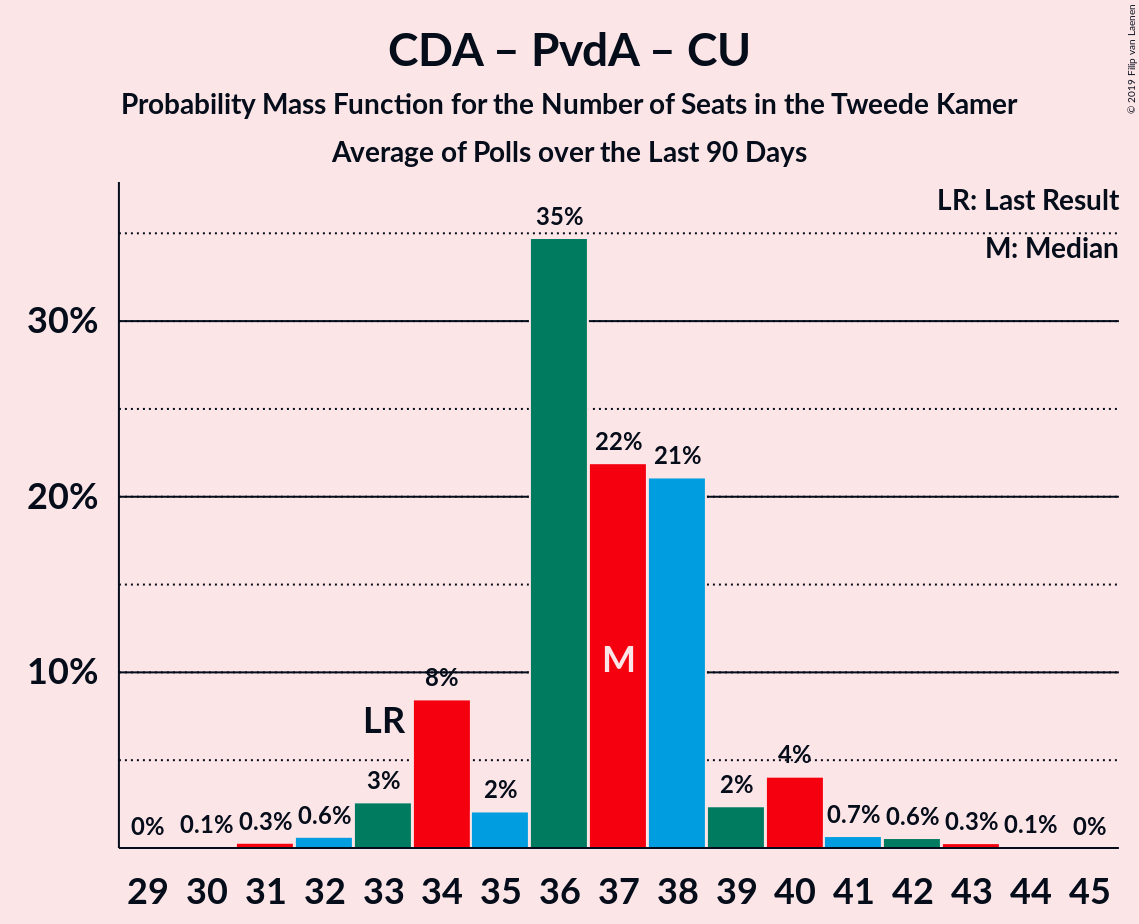 CDA – PvdA – CU
Probability Mass Function for the Number of Seats in the Tweede Kamer
Average of Polls over the Last 90 Days
© 2019 Filip van Laenen
LR: Last Result
M: Median
35%
30%
22%
21%
20%
M
10%
8%
LR
4%
3%
2%
2%
0%
0.1%
0.3%
0.6%
0.7%
0.6%
0.3%
0.1%
0%
29 30 31 32 33 34 35 36 37 38 39 40 41 42 43 44 45